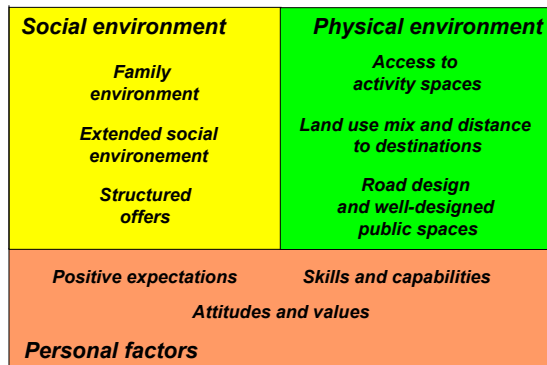 Social environment
Family
environment
Extended social
environement
Structured
offers
Physical environment
Access to
activity spaces
Land use mix and distance
to destinations
Road design
and well-designed
public spaces
Positive expectations
Skills and capabilities
Attitudes and values
Personal factors